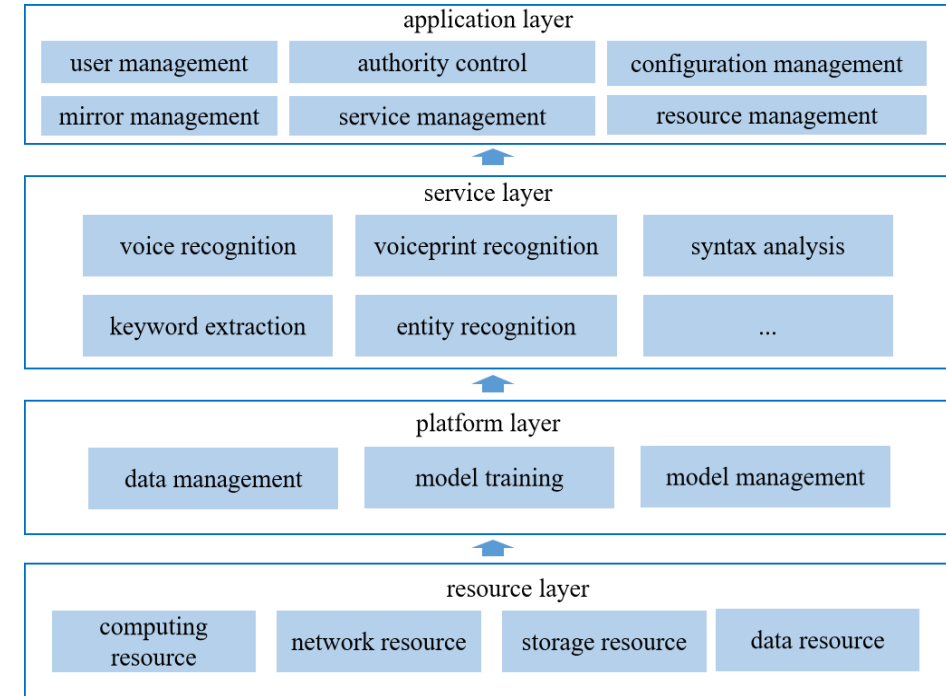 application layer
user management
authority control
configuration management
mirror management
service management
resource management
service layer
voice recognition
voiceprint recognition
syntax analysis
keyword extraction
entity recognition
...
platform layer
data management
model training
model management
resource layer
computing
resource
network resource
storage resource
data resource